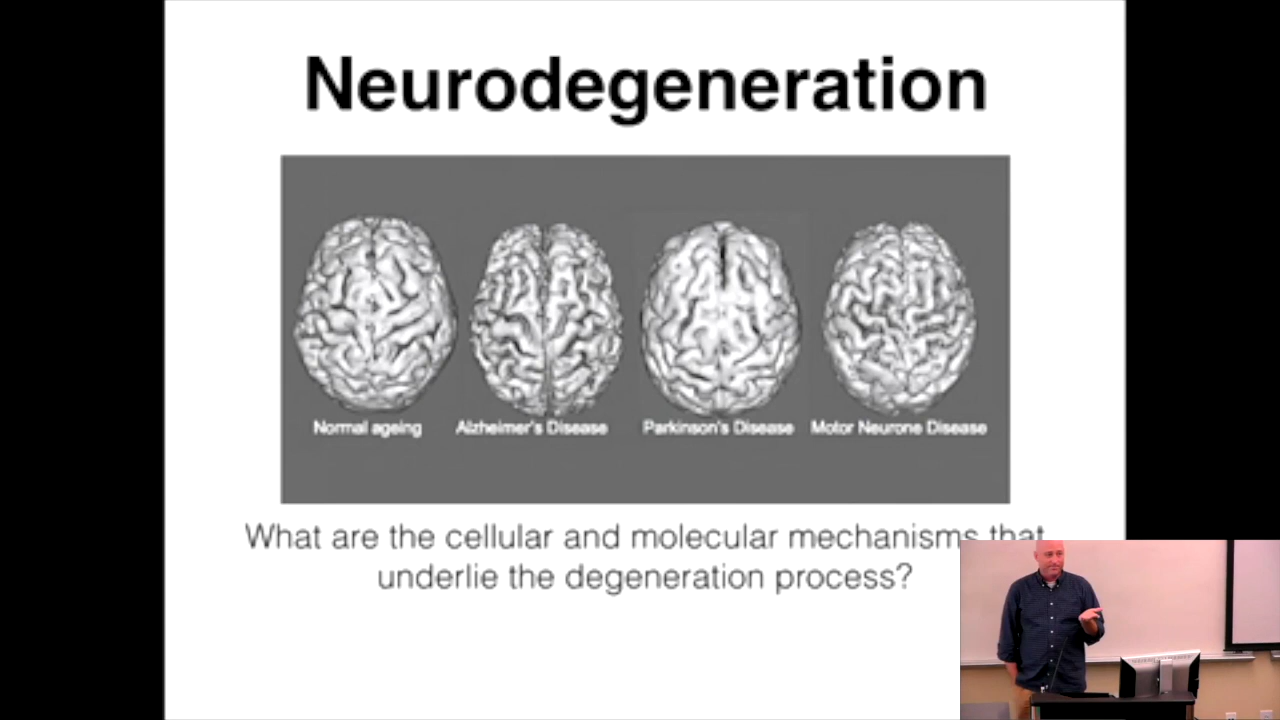 Neurodegeneration
Normal ageing
Alzheimer's Disease
Parkinson's Disease
Motor Neurone Disease
What are the cellular and molecular mechanisms that
underlie the degeneration process?